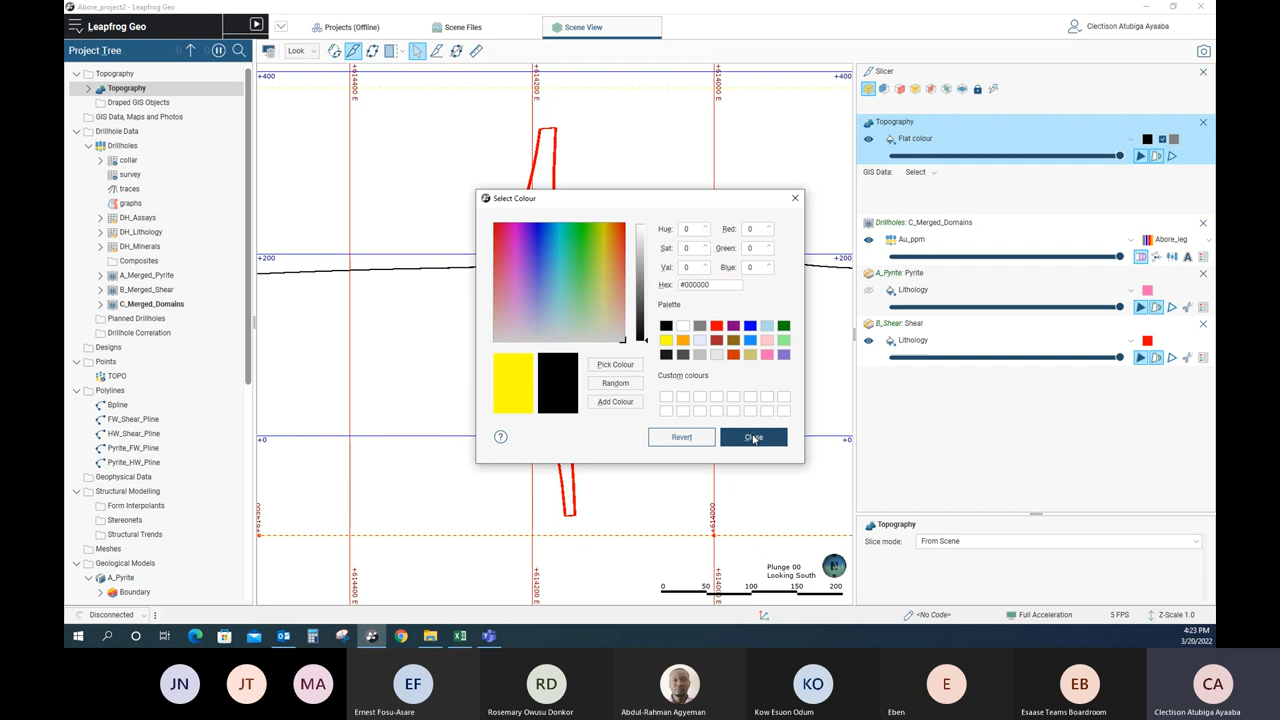 Abore_project2 — Leapfrog Geo
Leapfrog Geo
Projects (Offline)
Scene Files
Scene View
Clectison Atubiga Ayaaba
Project Tree
Look
Topography
Topography
Draped GIS Objects
GIS Data, Maps and Photos
Drillhole Data
Drillholes
collar
survey
traces
graphs
DH_Assays
DH_Lithology
DH_Minerals
Composites
A_Merged_Pyrite
B_Merged_Shear
C_Merged_Domains
Planned Drillholes
Drillhole Correlation
Designs
Points
TOPO
Polylines
Bpline
FW_Shear_Pline
HW_Shear_Pline
Pyrite_FW_Pline
Pyrite_HW_Pline
Geophysical Data
Structural Modelling
Form Interpolants
Stereonets
Structural Trends
Meshes
Geological Models
A_Pyrite
Boundary
Disconnected
+400
+614400 E
+614200 E
+614000 E
+400
+200
+200
+0
+0
+614400 E
+614200 E
+614000 E
Plunge 00
Looking South
0 50 100 150 200
Select Colour
Hue: 0 Red: 0
Sat: 0 Green: 0
Val: 0 Blue: 0
Hex: #000000
Palette
Pick Colour
Random
Add Colour
Custom colours
Revert
Close
Slicer
Topography
Flat colour
GIS Data: Select
Drillholes: C_Merged_Domains
Au_ppm
Abore_leg
A_Pyrite: Pyrite
Lithology
B_Shear: Shear
Lithology
Topography
Slice mode: From Scene
<No Code>
Full Acceleration
5 FPS
Z-Scale 1.0
4:23 PM
3/20/2022
JN
JT
MA
EF
Ernest Fosu-Asare
RD
Rosemary Owusu Donkor
Abdul-Rahman Agyeman
KO
Kow Esuon Odum
E
Eben
EB
Esaase Teams Boardroom
CA
Clectison Atubiga Ayaaba